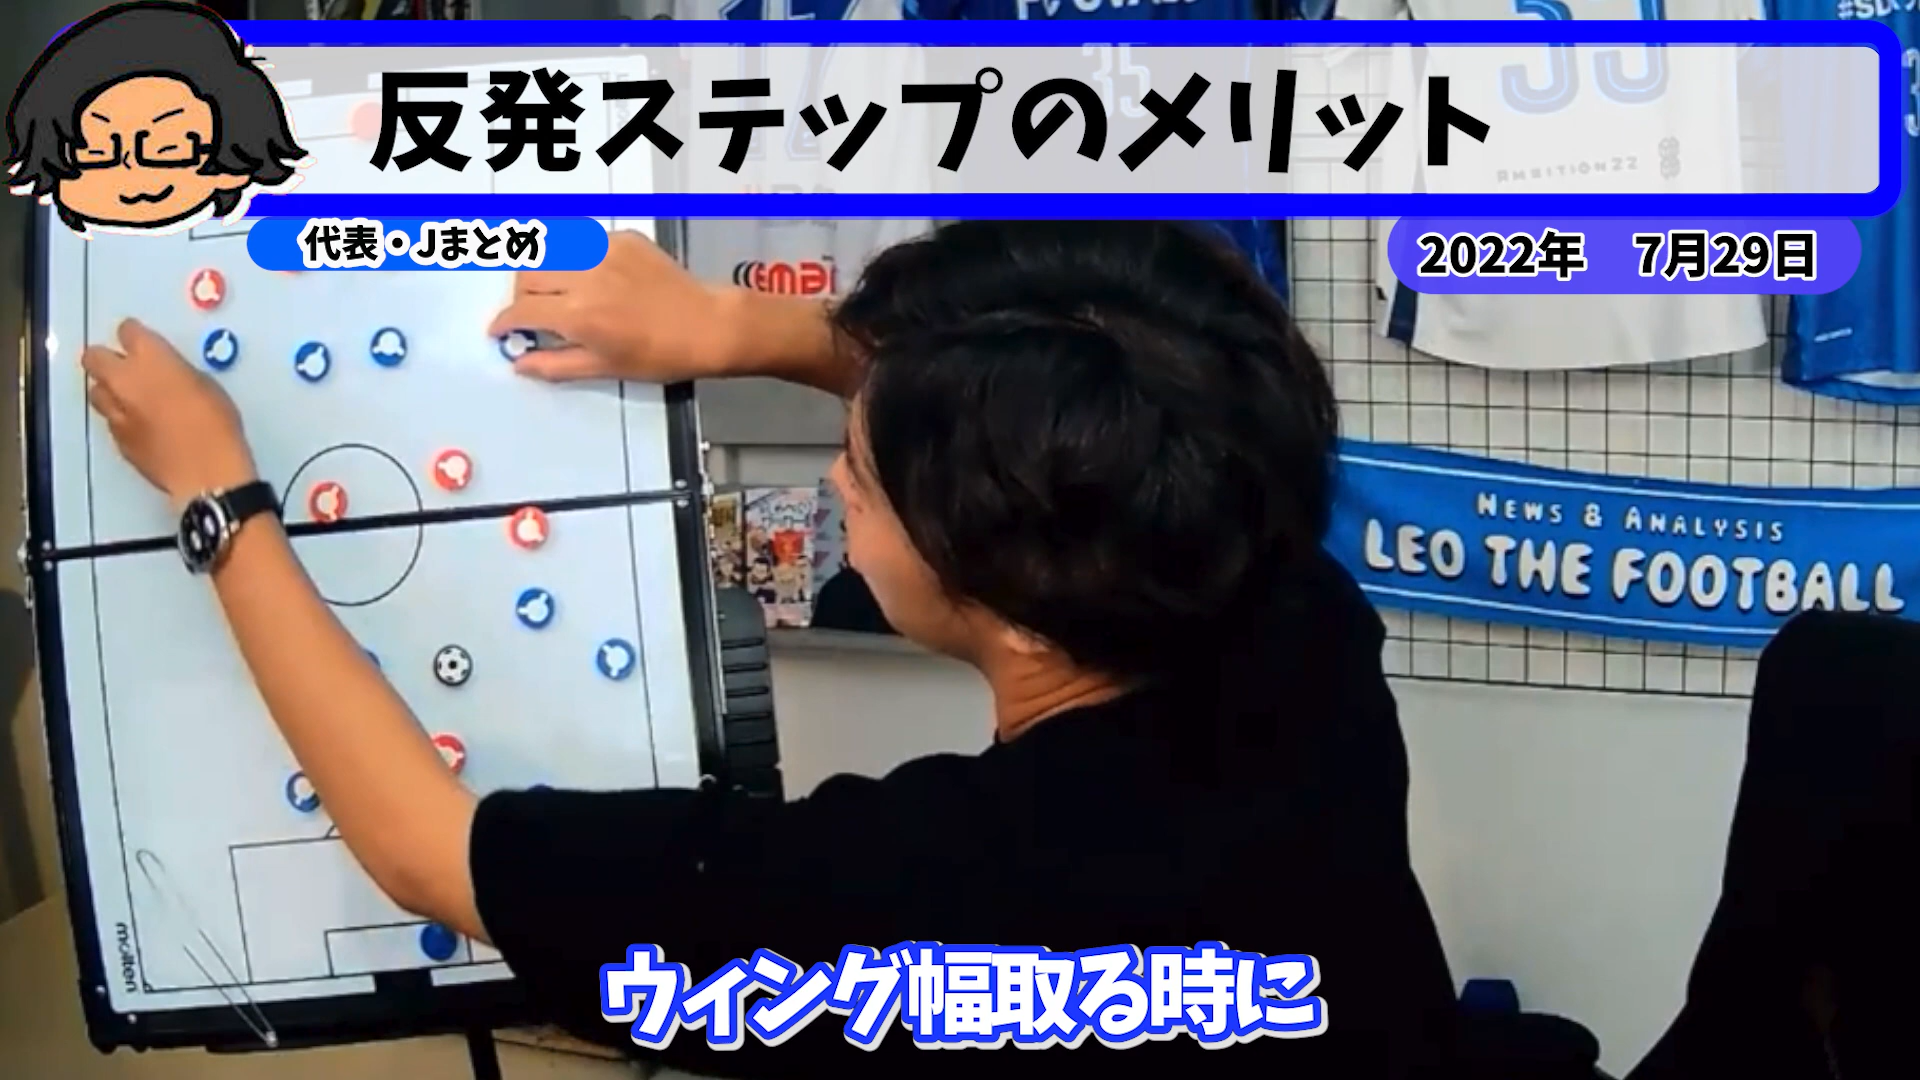 反発ステップのメリット
代表・Jまとめ
2022年 7月29日
35
AMBITION22
NEWS & ANALYSIS
LEO THE FOOTBALL
molten
ウィング幅取る時に